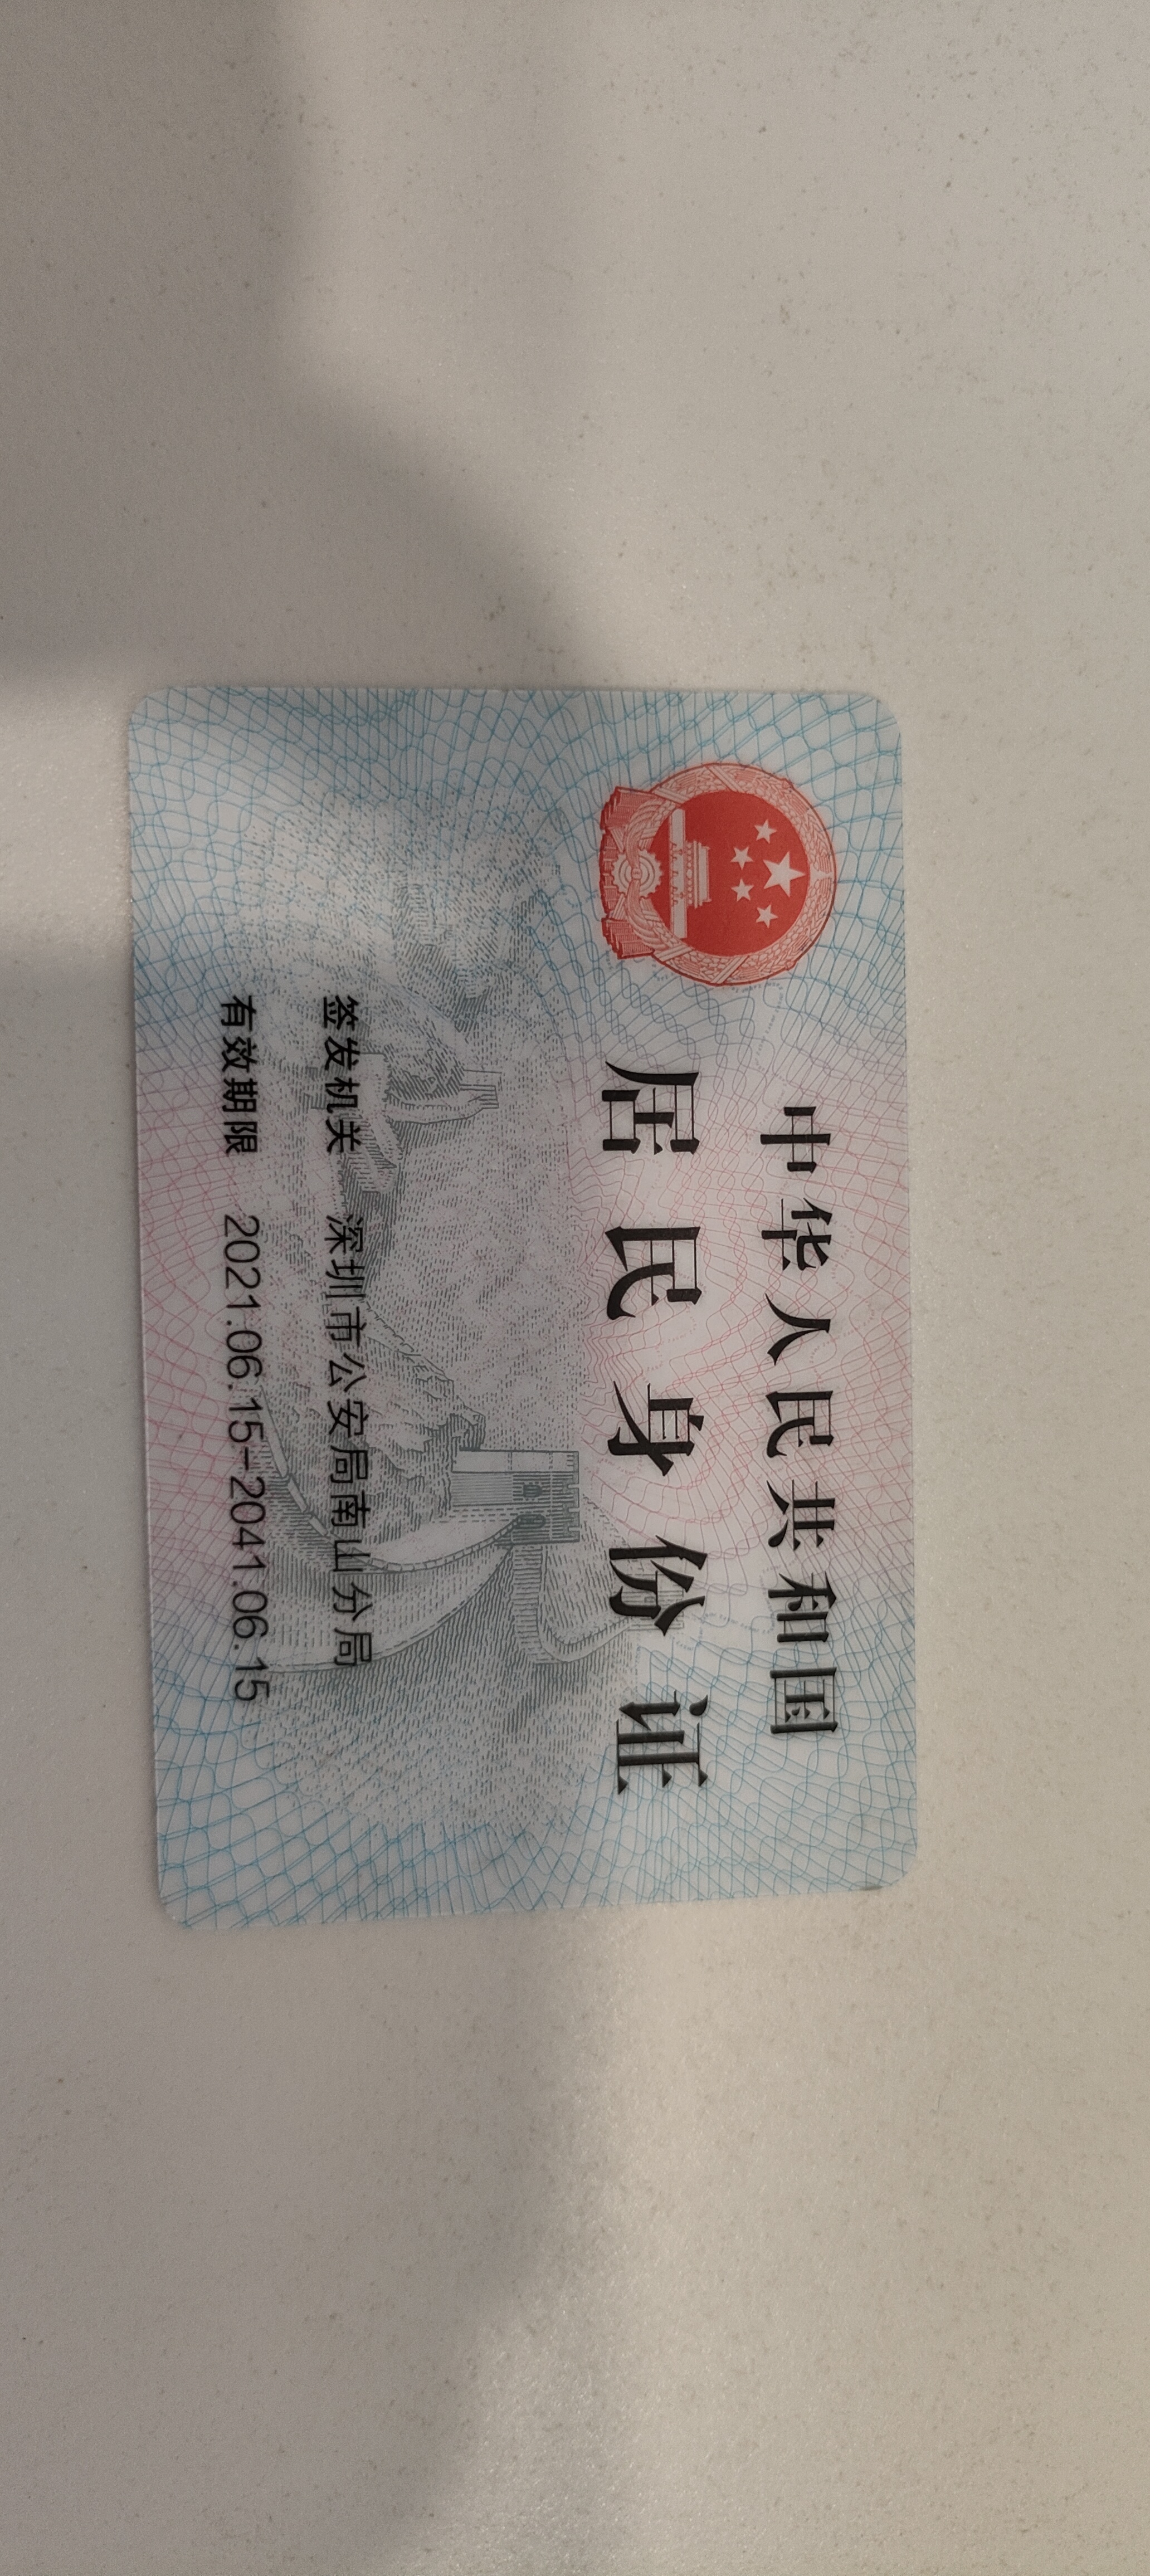 中华人民共和国
居民身份证
签发机关 深圳市公安局南山分局
有效期限 2021.06.15-2041.06.15